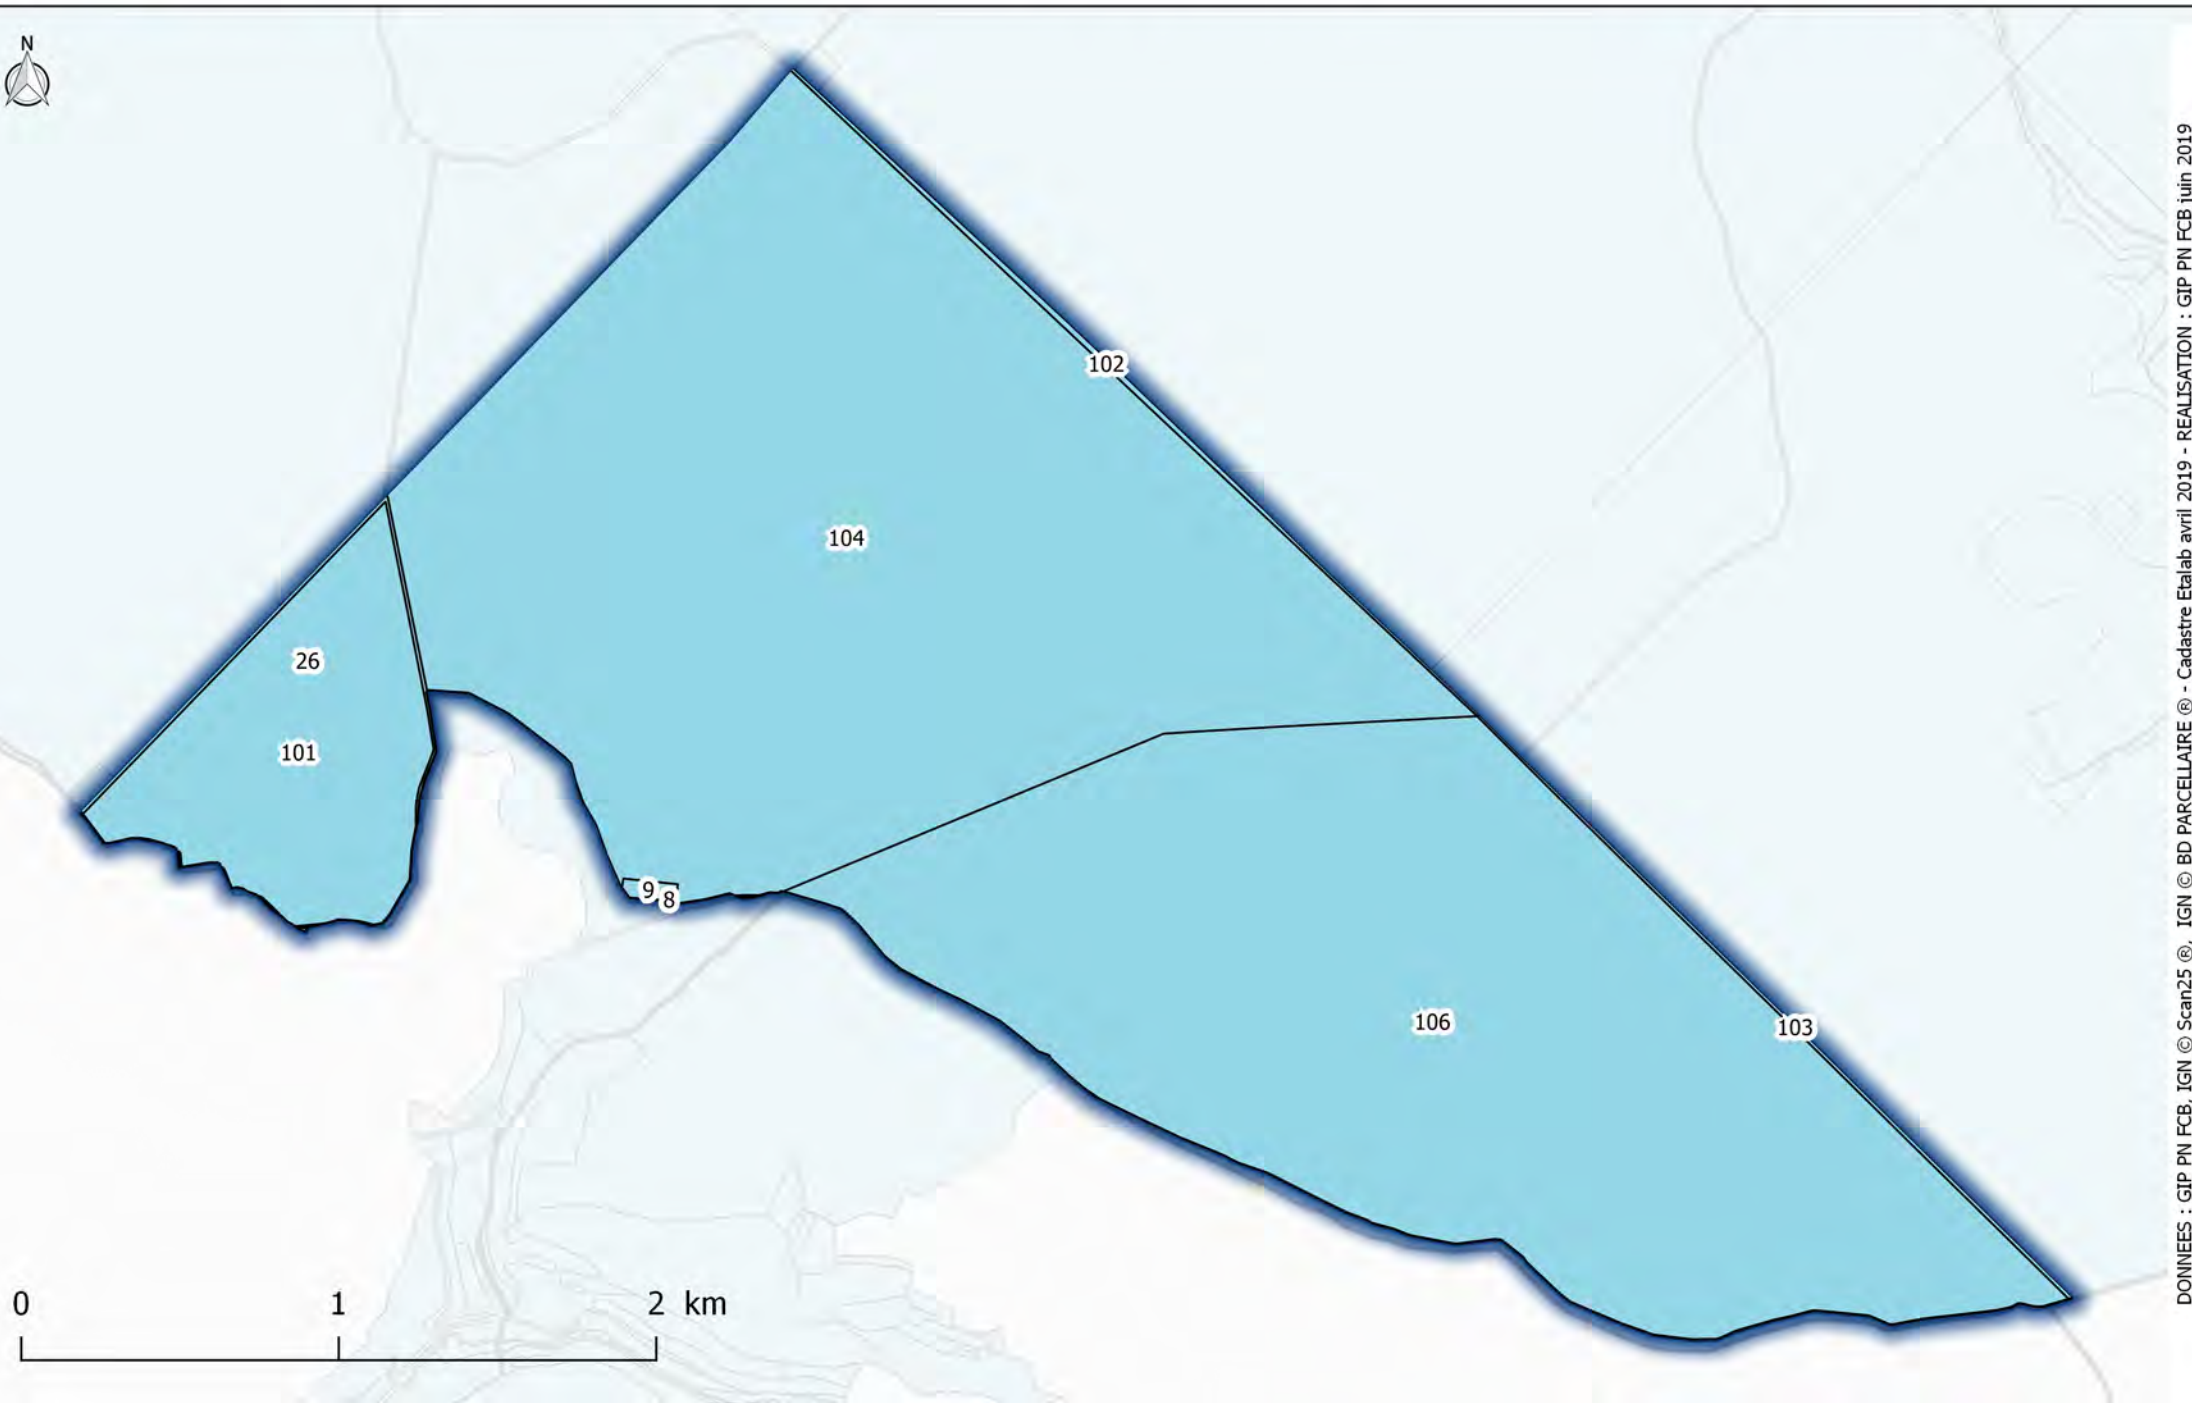 N
102
104
26
101
9
8
106
103
0 1 2 km
DONNEES : GIP PN FCB, IGN © Scan25 ®, IGN © BD PARCELLAIRE ® - Cadastre Etalab avril 2019 - REALISATION : GIP PN FCB juin 2019